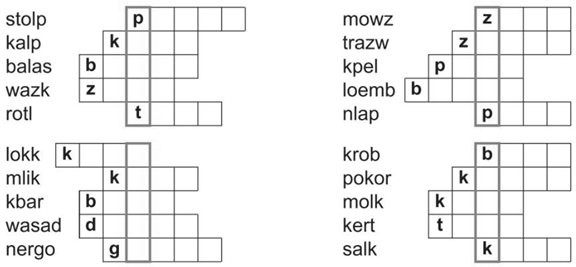 stolp p
kalp k
balas b
wazk z
rotl t
mowz z
trazw z
kpel p
loemb b
nlap p
lokk k
mlik k
kbar b
wasad d
nergo g
krob b
pokor k
molk k
kert t
salk k